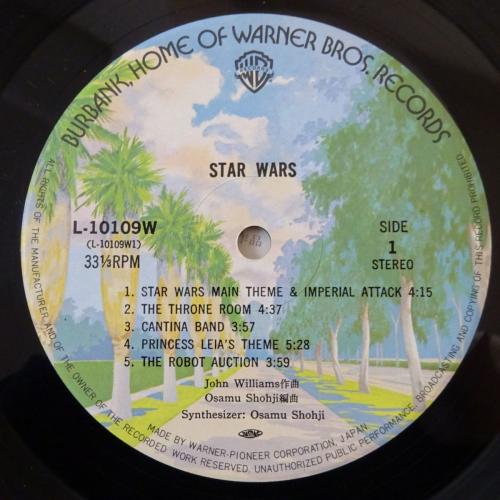 BURBANK, HOME OF WARNER BROS. RECORDS
STAR WARS
L-10109W
(L-10109W1)
33⅓RPM
SIDE
1
STEREO
1. STAR WARS MAIN THEME & IMPERIAL ATTACK 4:15
2. THE THRONE ROOM 4:37
3. CANTINA BAND 3:57
4. PRINCESS LEIA'S THEME 5:28
5. THE ROBOT AUCTION 3:59
John Williams作曲
Osamu Shohji編曲
Synthesizer: Osamu Shohji
MADE BY WARNER-PIONEER CORPORATION, JAPAN
ALL RIGHTS OF THE MANUFACTURER AND OF THE OWNER OF THE RECORDED WORK RESERVED. UNAUTHORIZED PUBLIC PERFORMANCE, BROADCASTING AND COPYING OF THIS RECORD PROHIBITED